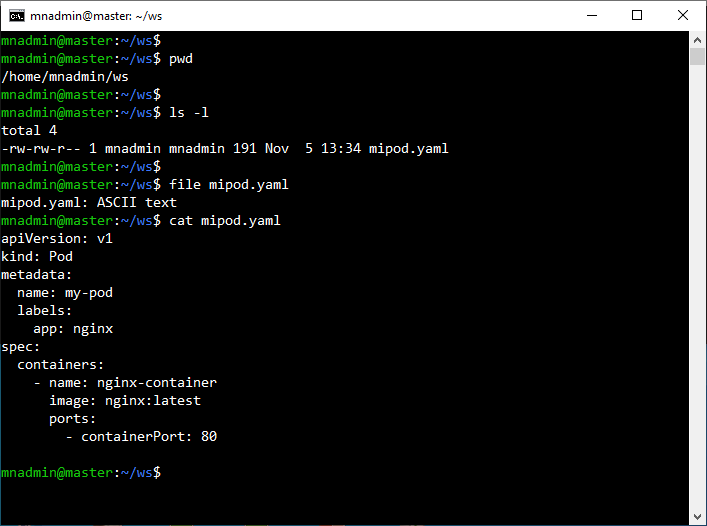 mnadmin@master: ~/ws
mnadmin@master:~/ws$
mnadmin@master:~/ws$ pwd
/home/mnadmin/ws
mnadmin@master:~/ws$
mnadmin@master:~/ws$ ls -l
total 4
-rw-rw-r-- 1 mnadmin mnadmin 191 Nov  5 13:34 mipod.yaml
mnadmin@master:~/ws$
mnadmin@master:~/ws$ file mipod.yaml
mipod.yaml: ASCII text
mnadmin@master:~/ws$ cat mipod.yaml
apiVersion: v1
kind: Pod
metadata:
  name: my-pod
  labels:
    app: nginx
spec:
  containers:
    - name: nginx-container
      image: nginx:latest
      ports:
        - containerPort: 80

mnadmin@master:~/ws$